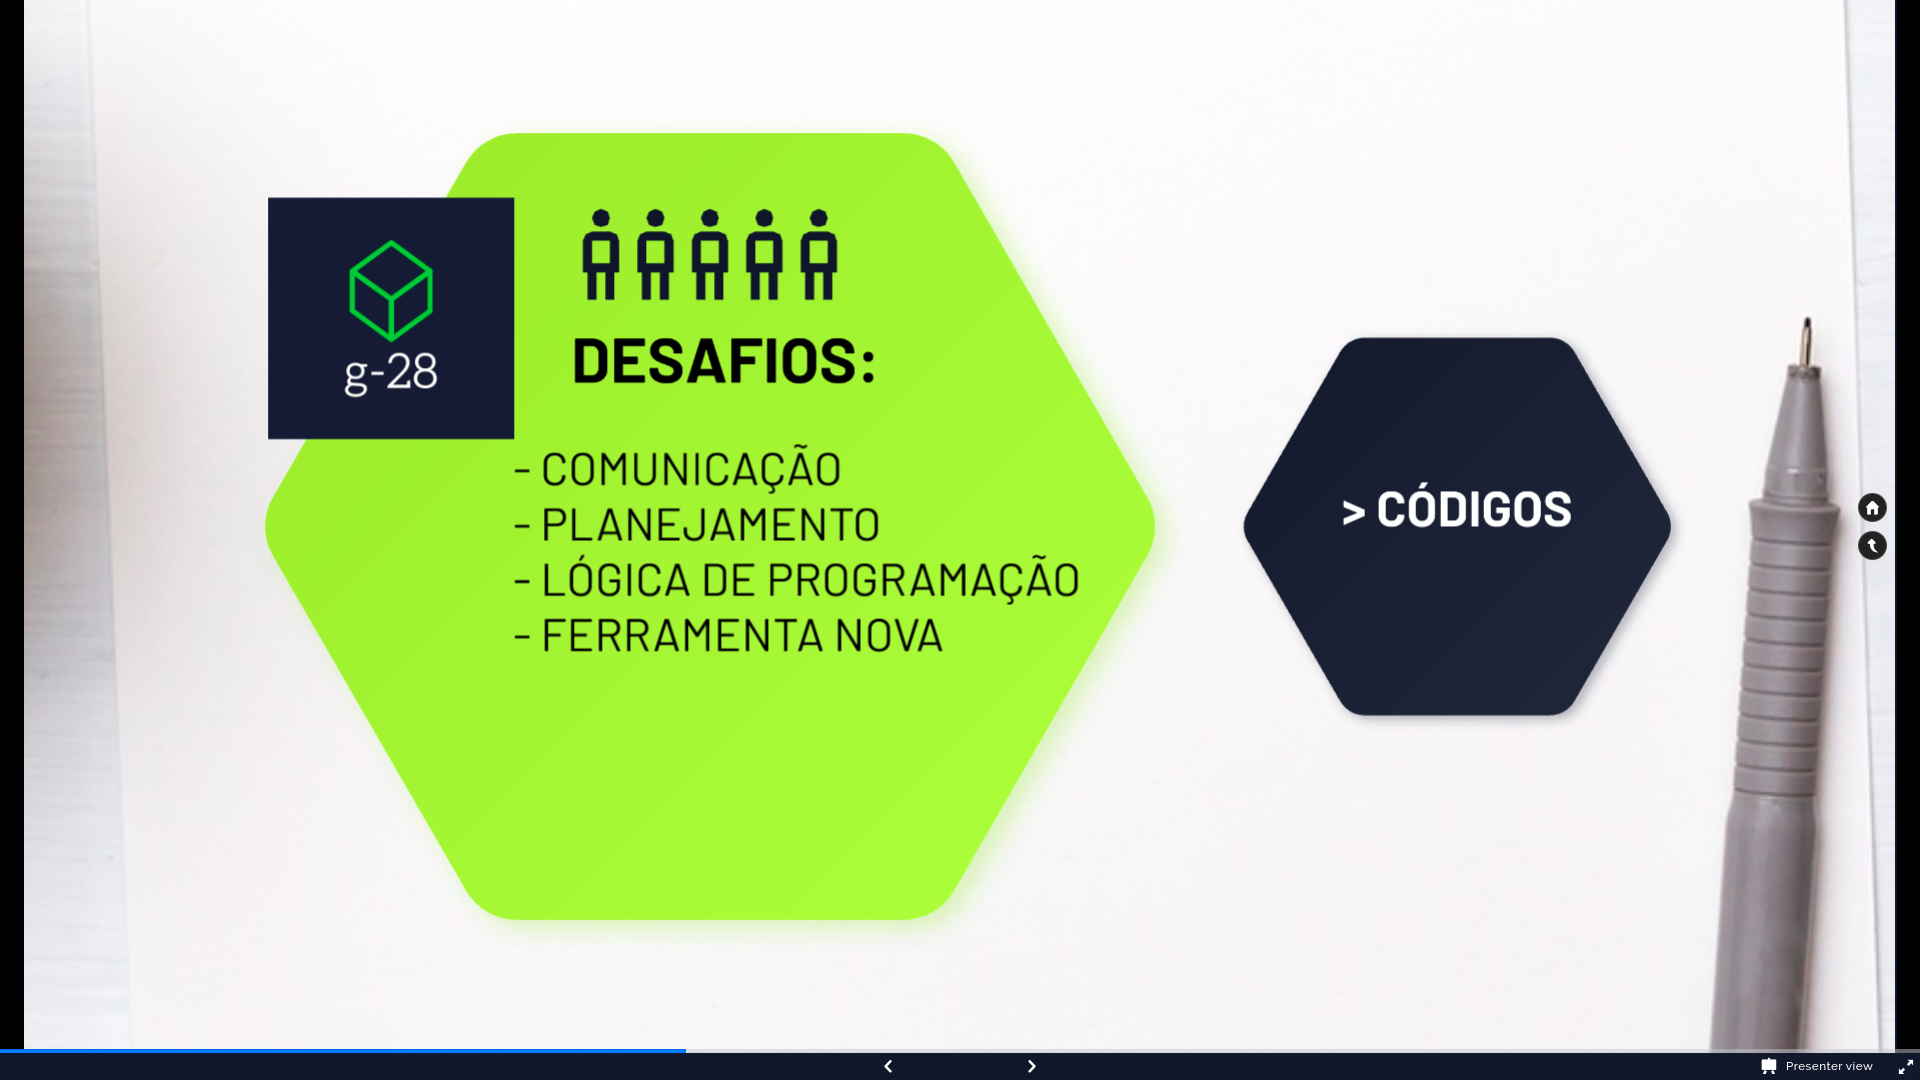 g-28
DESAFIOS:
- COMUNICAÇÃO
- PLANEJAMENTO
- LÓGICA DE PROGRAMAÇÃO
- FERRAMENTA NOVA
> CÓDIGOS
Presenter view